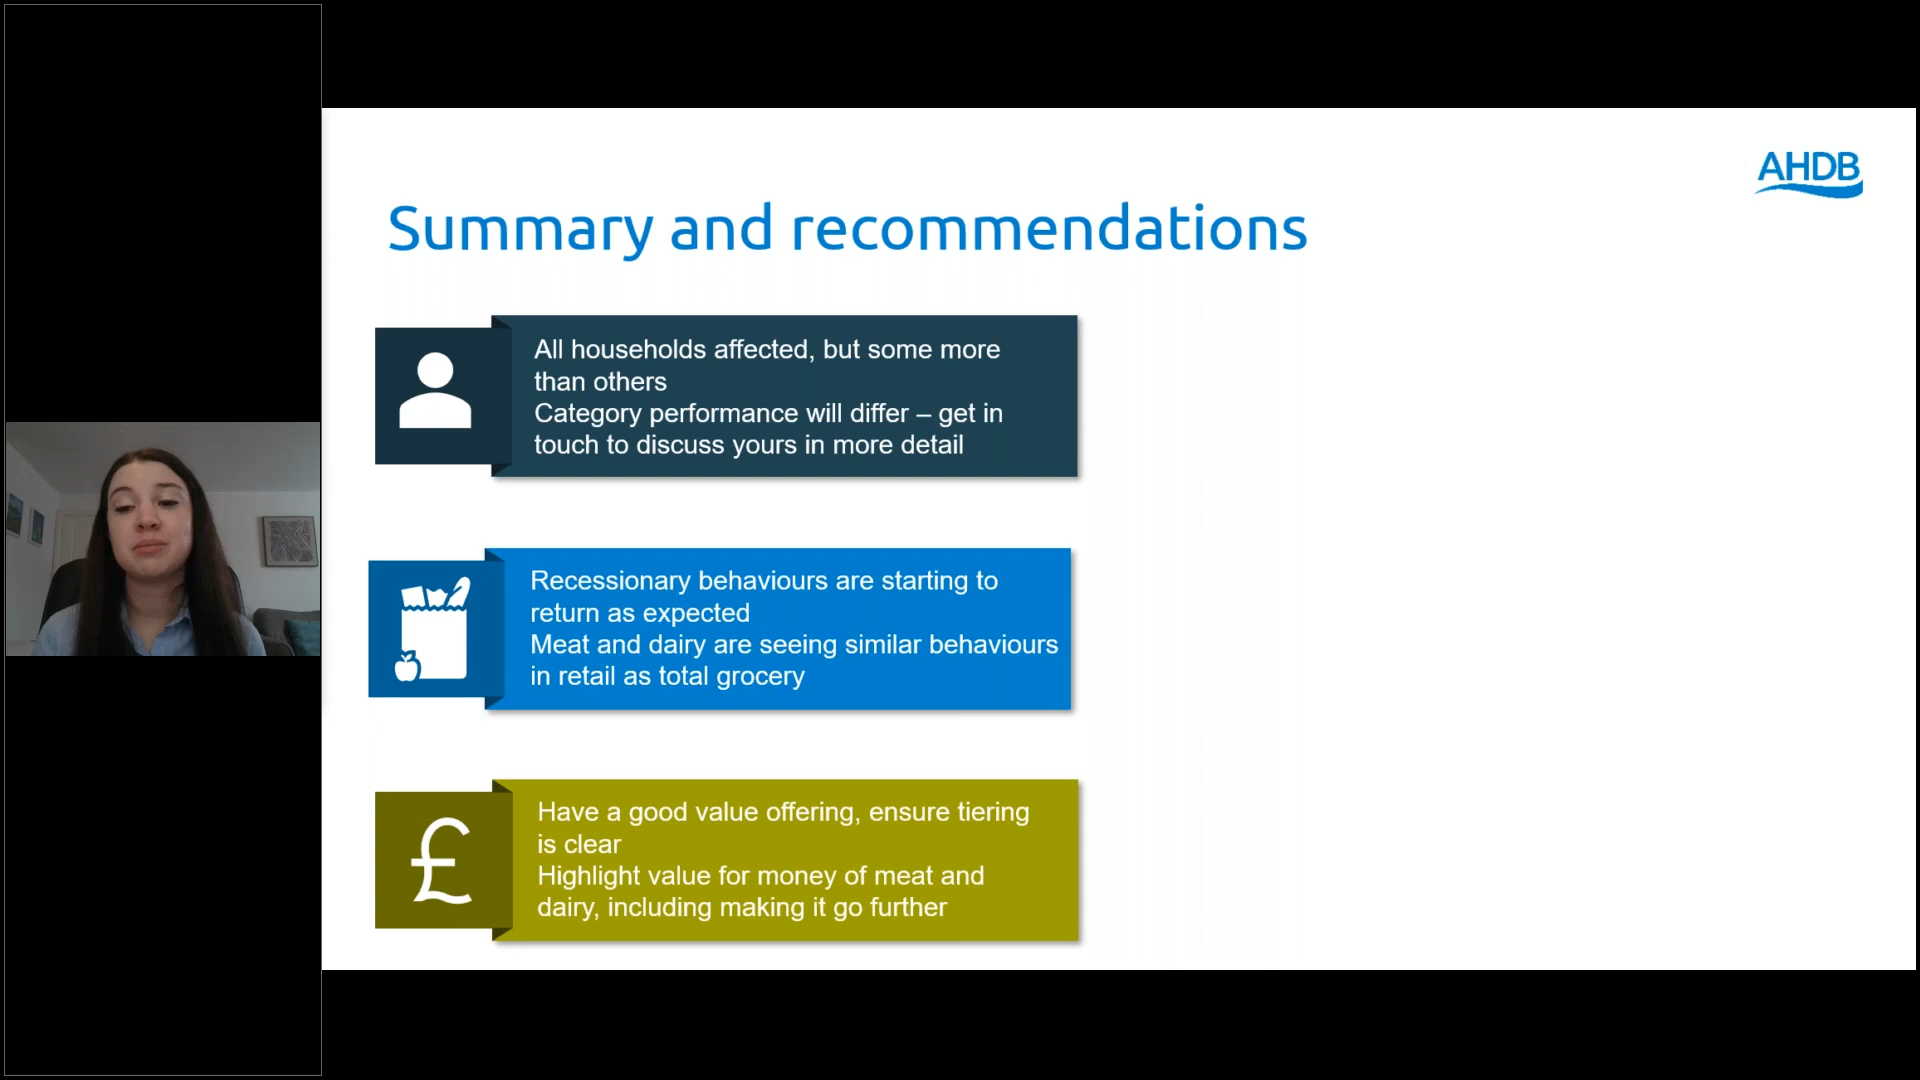 AHDB
Summary and recommendations
All households affected, but some more
than others
Category performance will differ – get in
touch to discuss yours in more detail
Recessionary behaviours are starting to
return as expected
Meat and dairy are seeing similar behaviours
in retail as total grocery
£
Have a good value offering, ensure tiering
is clear
Highlight value for money of meat and
dairy, including making it go further